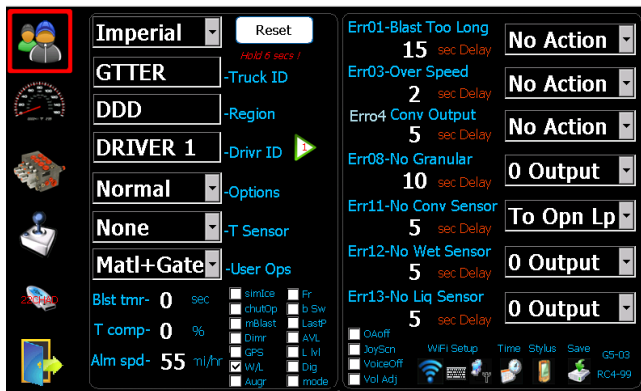 Imperial
Reset
Hold 6 secs !
GTTER -Truck ID
DDD -Region
DRIVER 1 -Drivr ID 1
Normal -Options
None -T Sensor
Matl+Gate -User Ops
Blst tmr- 0 sec
T comp- 0 %
Alm spd- 55 mi/hr
simIce Fr
chutOp b Sw
mBlast LastP
Dimr AVL
GPS L lvl
W/L Dig
Augr mode
Err01-Blast Too Long
15 sec Delay No Action
Err03-Over Speed
2 sec Delay No Action
Erro4 Conv Output
5 sec Delay No Action
Err08-No Granular
10 sec Delay 0 Output
Err11-No Conv Sensor
5 sec Delay To Opn Lp
Err12-No Wet Sensor
5 sec Delay 0 Output
Err13-No Liq Sensor
5 sec Delay 0 Output
OAoff
JoyScn
VoiceOff
Vol Adj
WiFi Setup Time Stylus Save
G5-03
RC4-99